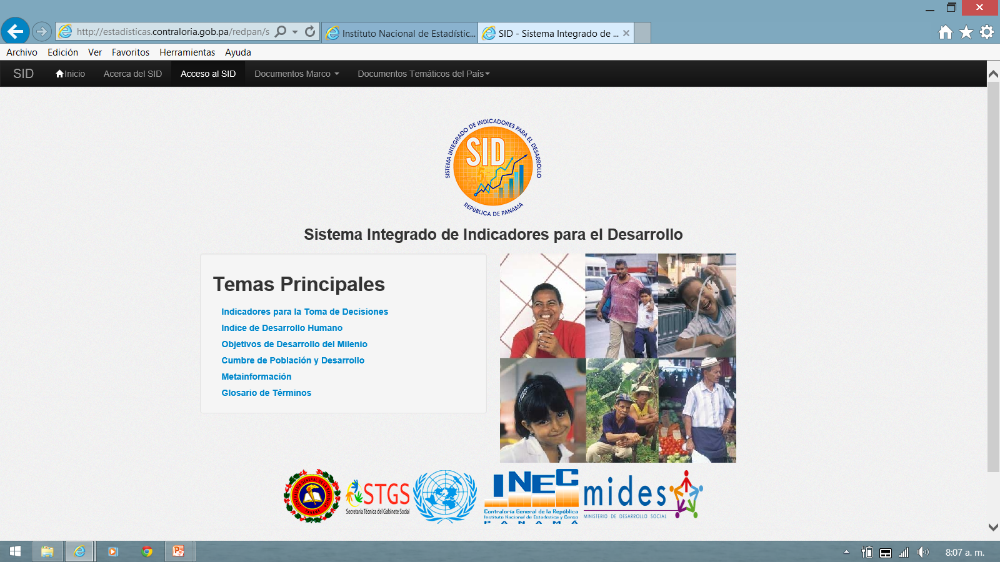 http://estadisticas.contraloria.gob.pa/redpan/s
Instituto Nacional de Estadístic...
SID - Sistema Integrado de ...
Archivo Edición Ver Favoritos Herramientas Ayuda
SID Inicio Acerca del SID Acceso al SID Documentos Marco Documentos Temáticos del País
SISTEMA INTEGRADO DE INDICADORES PARA EL DESARROLLO
SID
REPÚBLICA DE PANAMÁ
Sistema Integrado de Indicadores para el Desarrollo
Temas Principales
Indicadores para la Toma de Decisiones
Indice de Desarrollo Humano
Objetivos de Desarrollo del Milenio
Cumbre de Población y Desarrollo
Metainformación
Glosario de Términos
STGS
Secretaría Técnica del Gabinete Social
INEC
Contraloría General de la República
Instituto Nacional de Estadística y Censo
PANAMÁ
mides
MINISTERIO DE DESARROLLO SOCIAL
8:07 a. m.